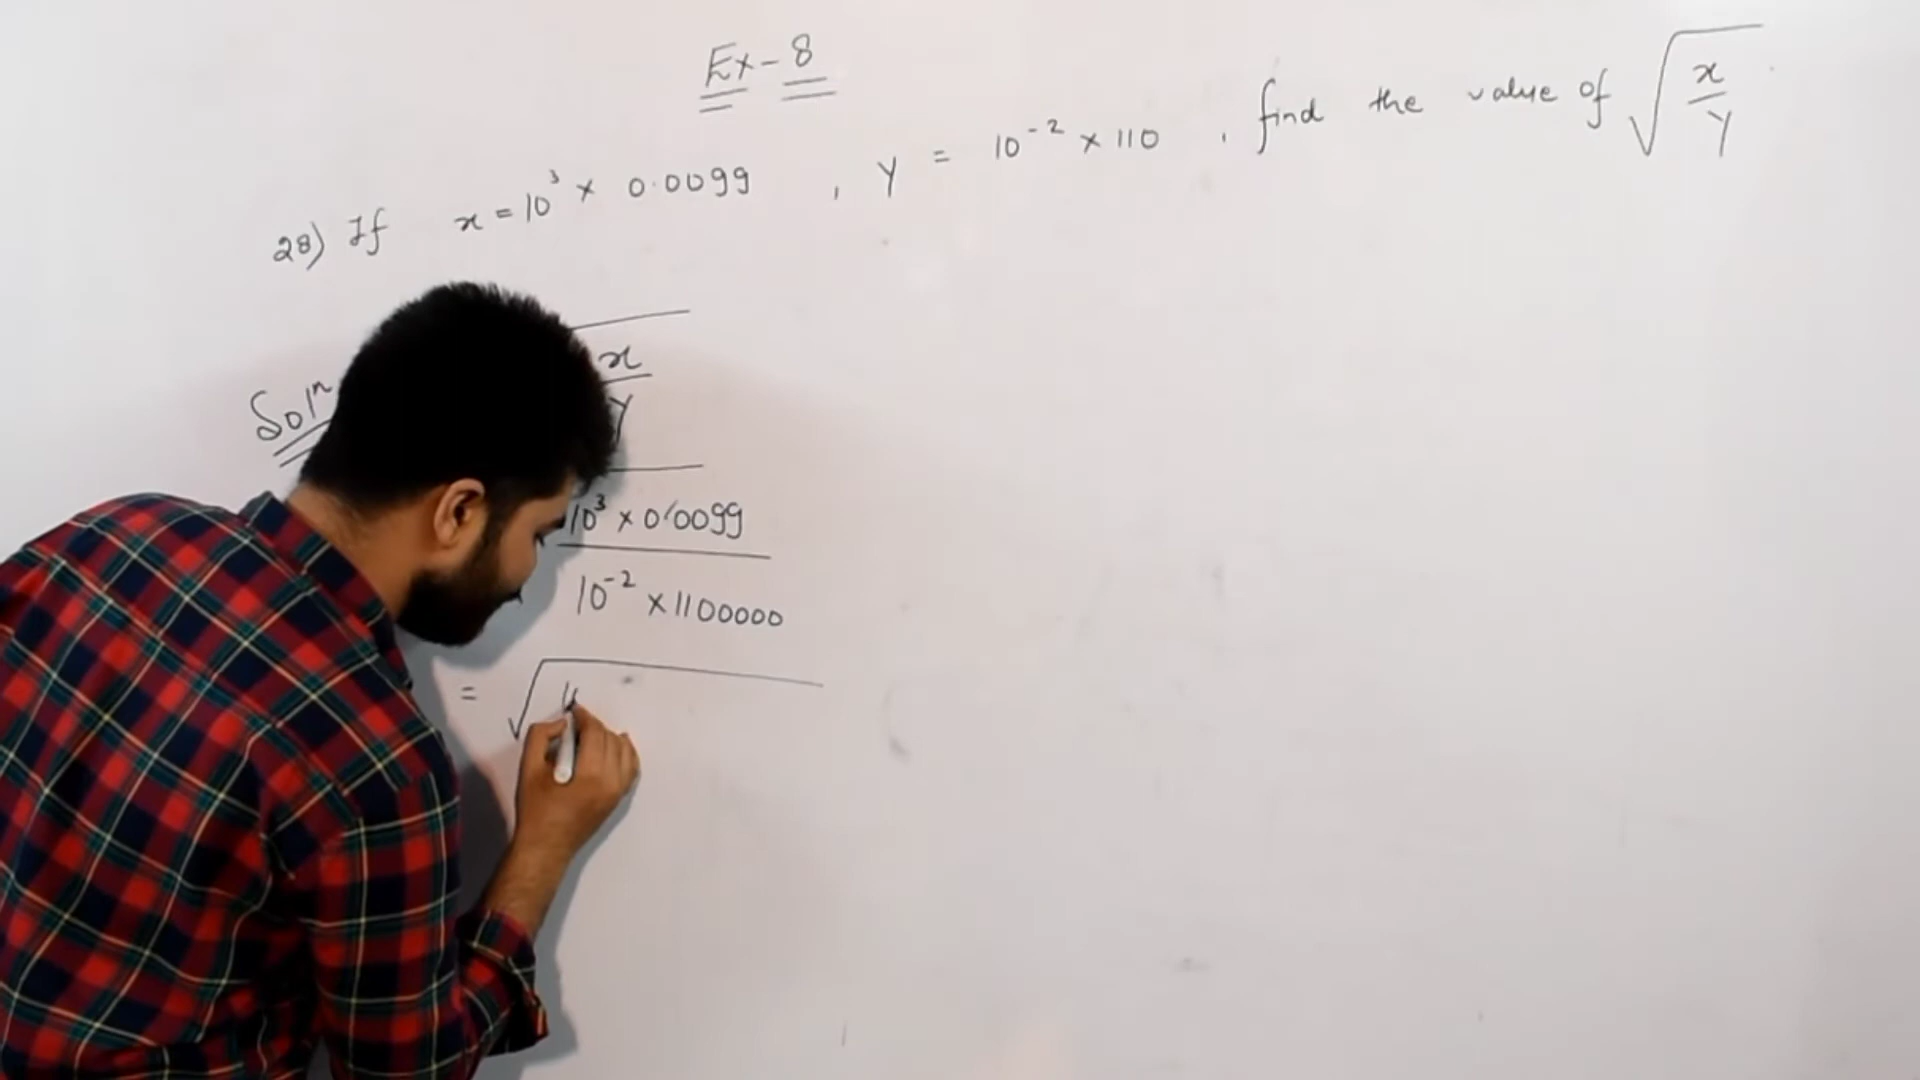 Ex-8
28) If x = 10³ × 0.0099 , y = 10⁻² × 110 , find the value of √(x/y)
Solⁿ x/y
10³ × 0.0099
10⁻² × 1100000
= √